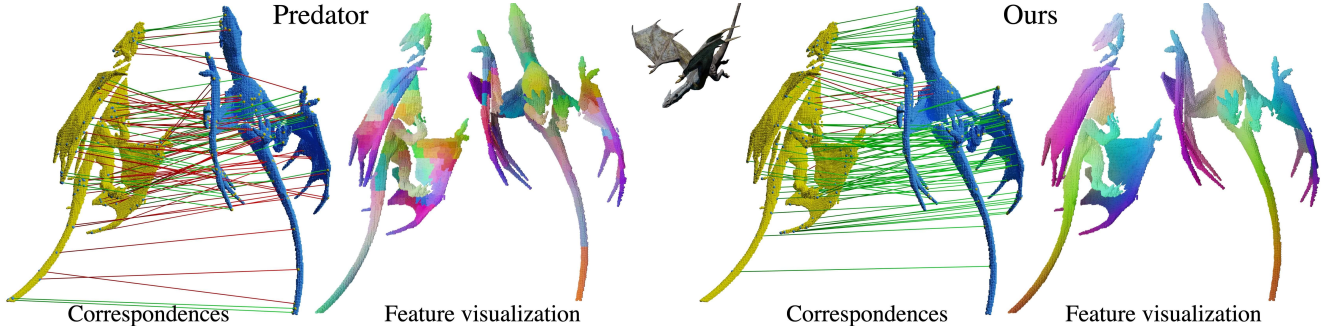 Predator
Ours
Correspondences
Feature visualization
Correspondences
Feature visualization